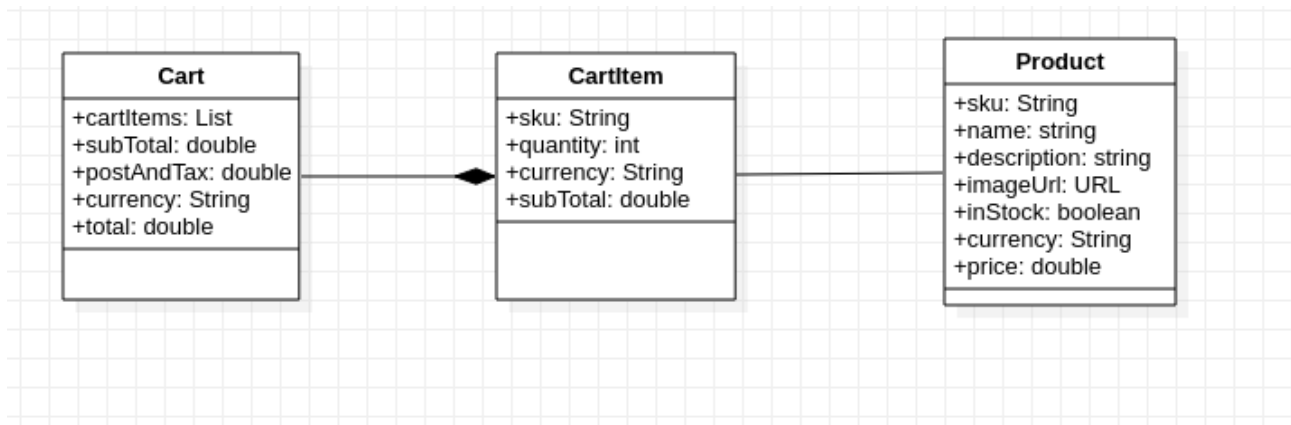 Cart
+cartItems: List
+subTotal: double
+postAndTax: double
+currency: String
+total: double
CartItem
+sku: String
+quantity: int
+currency: String
+subTotal: double
Product
+sku: String
+name: string
+description: string
+imageUrl: URL
+inStock: boolean
+currency: String
+price: double